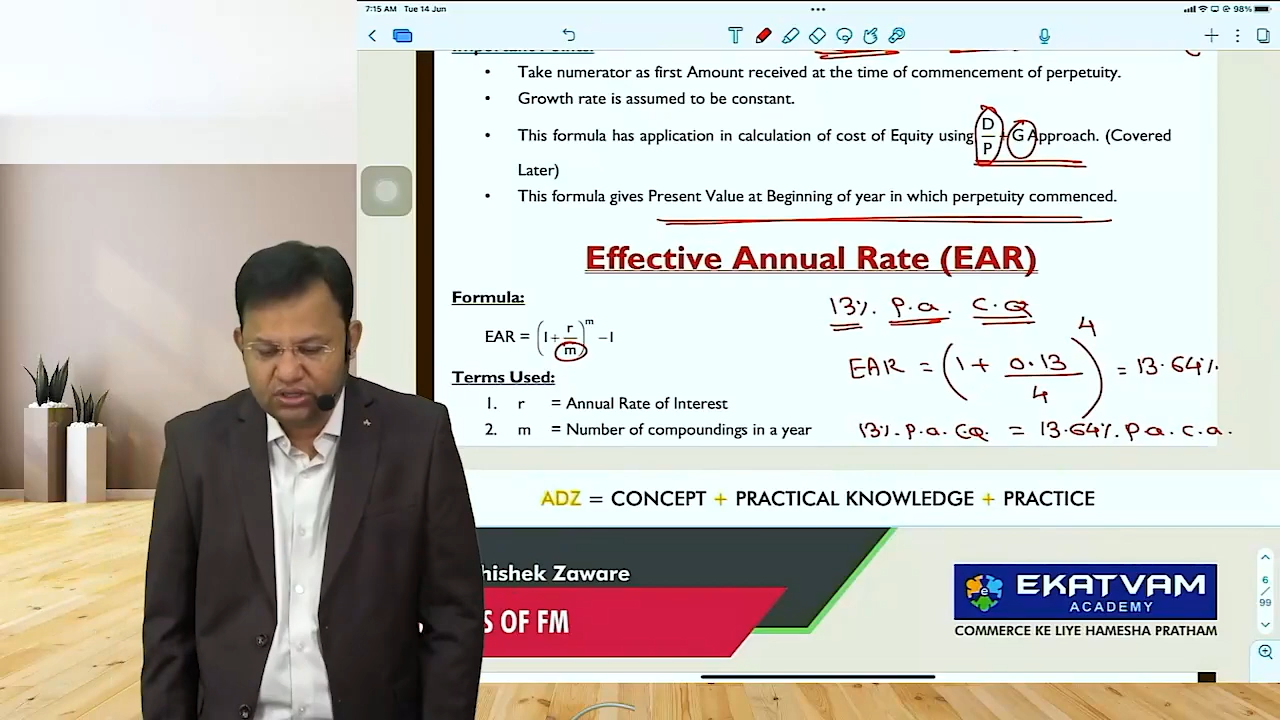 7:15 AM Tue 14 Jun
98%
Important Points:
• Take numerator as first Amount received at the time of commencement of perpetuity.
• Growth rate is assumed to be constant.
• This formula has application in calculation of cost of Equity using D/P + G Approach. (Covered
Later)
• This formula gives Present Value at Beginning of year in which perpetuity commenced.
Effective Annual Rate (EAR)
Formula:
EAR = (1+r/m)^m −1
13%. P.a. C.Q
EAR = (1 + 0.13/4)^4 = 13.64%
Terms Used:
1. r = Annual Rate of Interest
2. m = Number of compoundings in a year
13%. P.a. CQ. = 13.64%. P.a. c.a.
ADZ = CONCEPT + PRACTICAL KNOWLEDGE + PRACTICE
hishek Zaware
S OF FM
EKATVAM
ACADEMY
COMMERCE KE LIYE HAMESHA PRATHAM
6
/
99